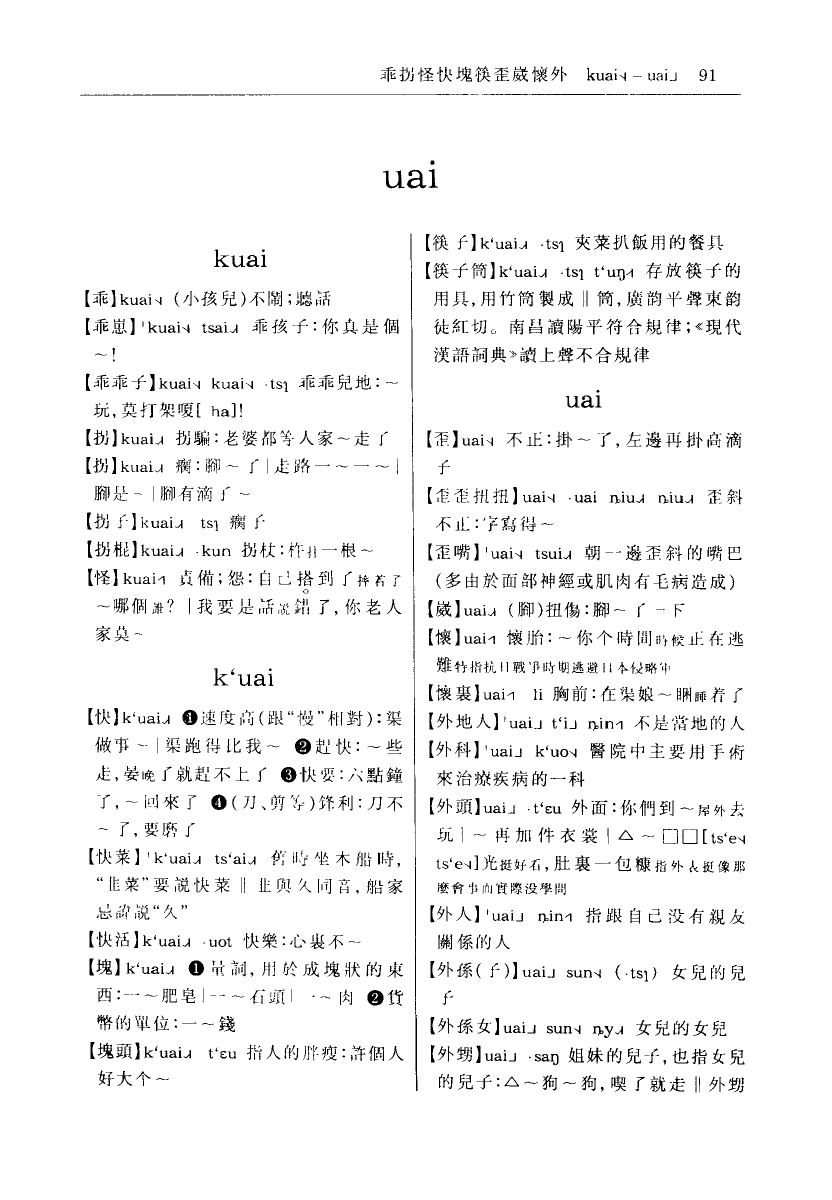 乖拐怪快塊筷歪崴懷外 kuai˧ – uai˩ 91
uai
kuai
【乖】kuai˧ (小孩兒)不鬧;聽話
【乖崽】ˈkuai˧ tsai˩ 乖孩子:你真是個
～!
【乖乖子】kuai˧ kuai˧ ·tsɿ 乖乖兒地:～
玩,莫打架嗄[ ha]!
【拐】kuai˩ 拐騙:老婆都等人家～走了
【拐】kuai˩ 瘸:腳～了|走路一～一～|
腳是～|腳有滴子～
【拐子】kuai˩ tsɿ 瘸子
【拐棍】kuai˩ ·kun 拐杖:柞一根～
【怪】kuai 責備;怨:自己搭到了摔着了
～哪個誰? |我要是話說錯了,你老人
家莫～
k‘uai
【快】k‘uai ❶速度高(跟“慢”相對):渠
做事～|渠跑得比我～ ❷趕快:～些
走,晏晚了就趕不上了 ❸快要:六點鐘
了,～回來了 ❹(刀、剪等)鋒利:刀不
～了,要磨了
【快菜】ˈk‘uai ts‘ai 舊時坐木船時,
“韭菜”要說快菜 ‖ 韭與久同音,船家
忌諱說“久”
【快活】k‘uai ·uot 快樂:心裏不～
【塊】k‘uai ❶量詞,用於成塊狀的東
西:一～肥皂|一～石頭|一～肉 ❷貨
幣的單位:一～錢
【塊頭】k‘uai t‘ɛu 指人的胖瘦:許個人
好大个～
【筷子】k‘uai ·tsɿ 夾菜扒飯用的餐具
【筷子筒】k‘uai ·tsɿ t‘uŋ 存放筷子的
用具,用竹筒製成 ‖ 筒,廣韵平聲東韵
徒紅切。南昌讀陽平符合規律;《現代
漢語詞典》讀上聲不合規律
uai
【歪】uai˧ 不正:掛～了,左邊再掛高滴
子
【歪歪扭扭】uai˧ ·uai ȵiu ȵiu 歪斜
不正:字寫得～
【歪嘴】ˈuai˧ tsui 朝一邊歪斜的嘴巴
(多由於面部神經或肌肉有毛病造成)
【崴】uai (腳)扭傷:腳～了一下
【懷】uai 懷胎:～你个時間時候正在逃
難特指抗日戰爭時期逃避日本侵略軍
【懷裏】uai li 胸前:在渠娘～睏睡着了
【外地人】ˈuai˩ t‘i˩ ȵin 不是當地的人
【外科】ˈuai˩ k‘uo˧ 醫院中主要用手術
來治療疾病的一科
【外頭】uai˩ ·t‘ɛu 外面:你們到～屋外去
玩|～再加件衣裳|△～□□[ts‘e˧
ts‘e˧]光挺好石,肚裏一包糠指外表挺像那
麼會事而實際没學問
【外人】ˈuai˩ ȵin 指跟自己没有親友
關係的人
【外孫(子)】uai˩ sun˧ (·tsɿ) 女兒的兒
子
【外孫女】uai˩ sun˧ ȵy 女兒的女兒
【外甥】uai˩ ·saŋ 姐妹的兒子,也指女兒
的兒子:△～狗～狗,喫了就走 ‖ 外甥